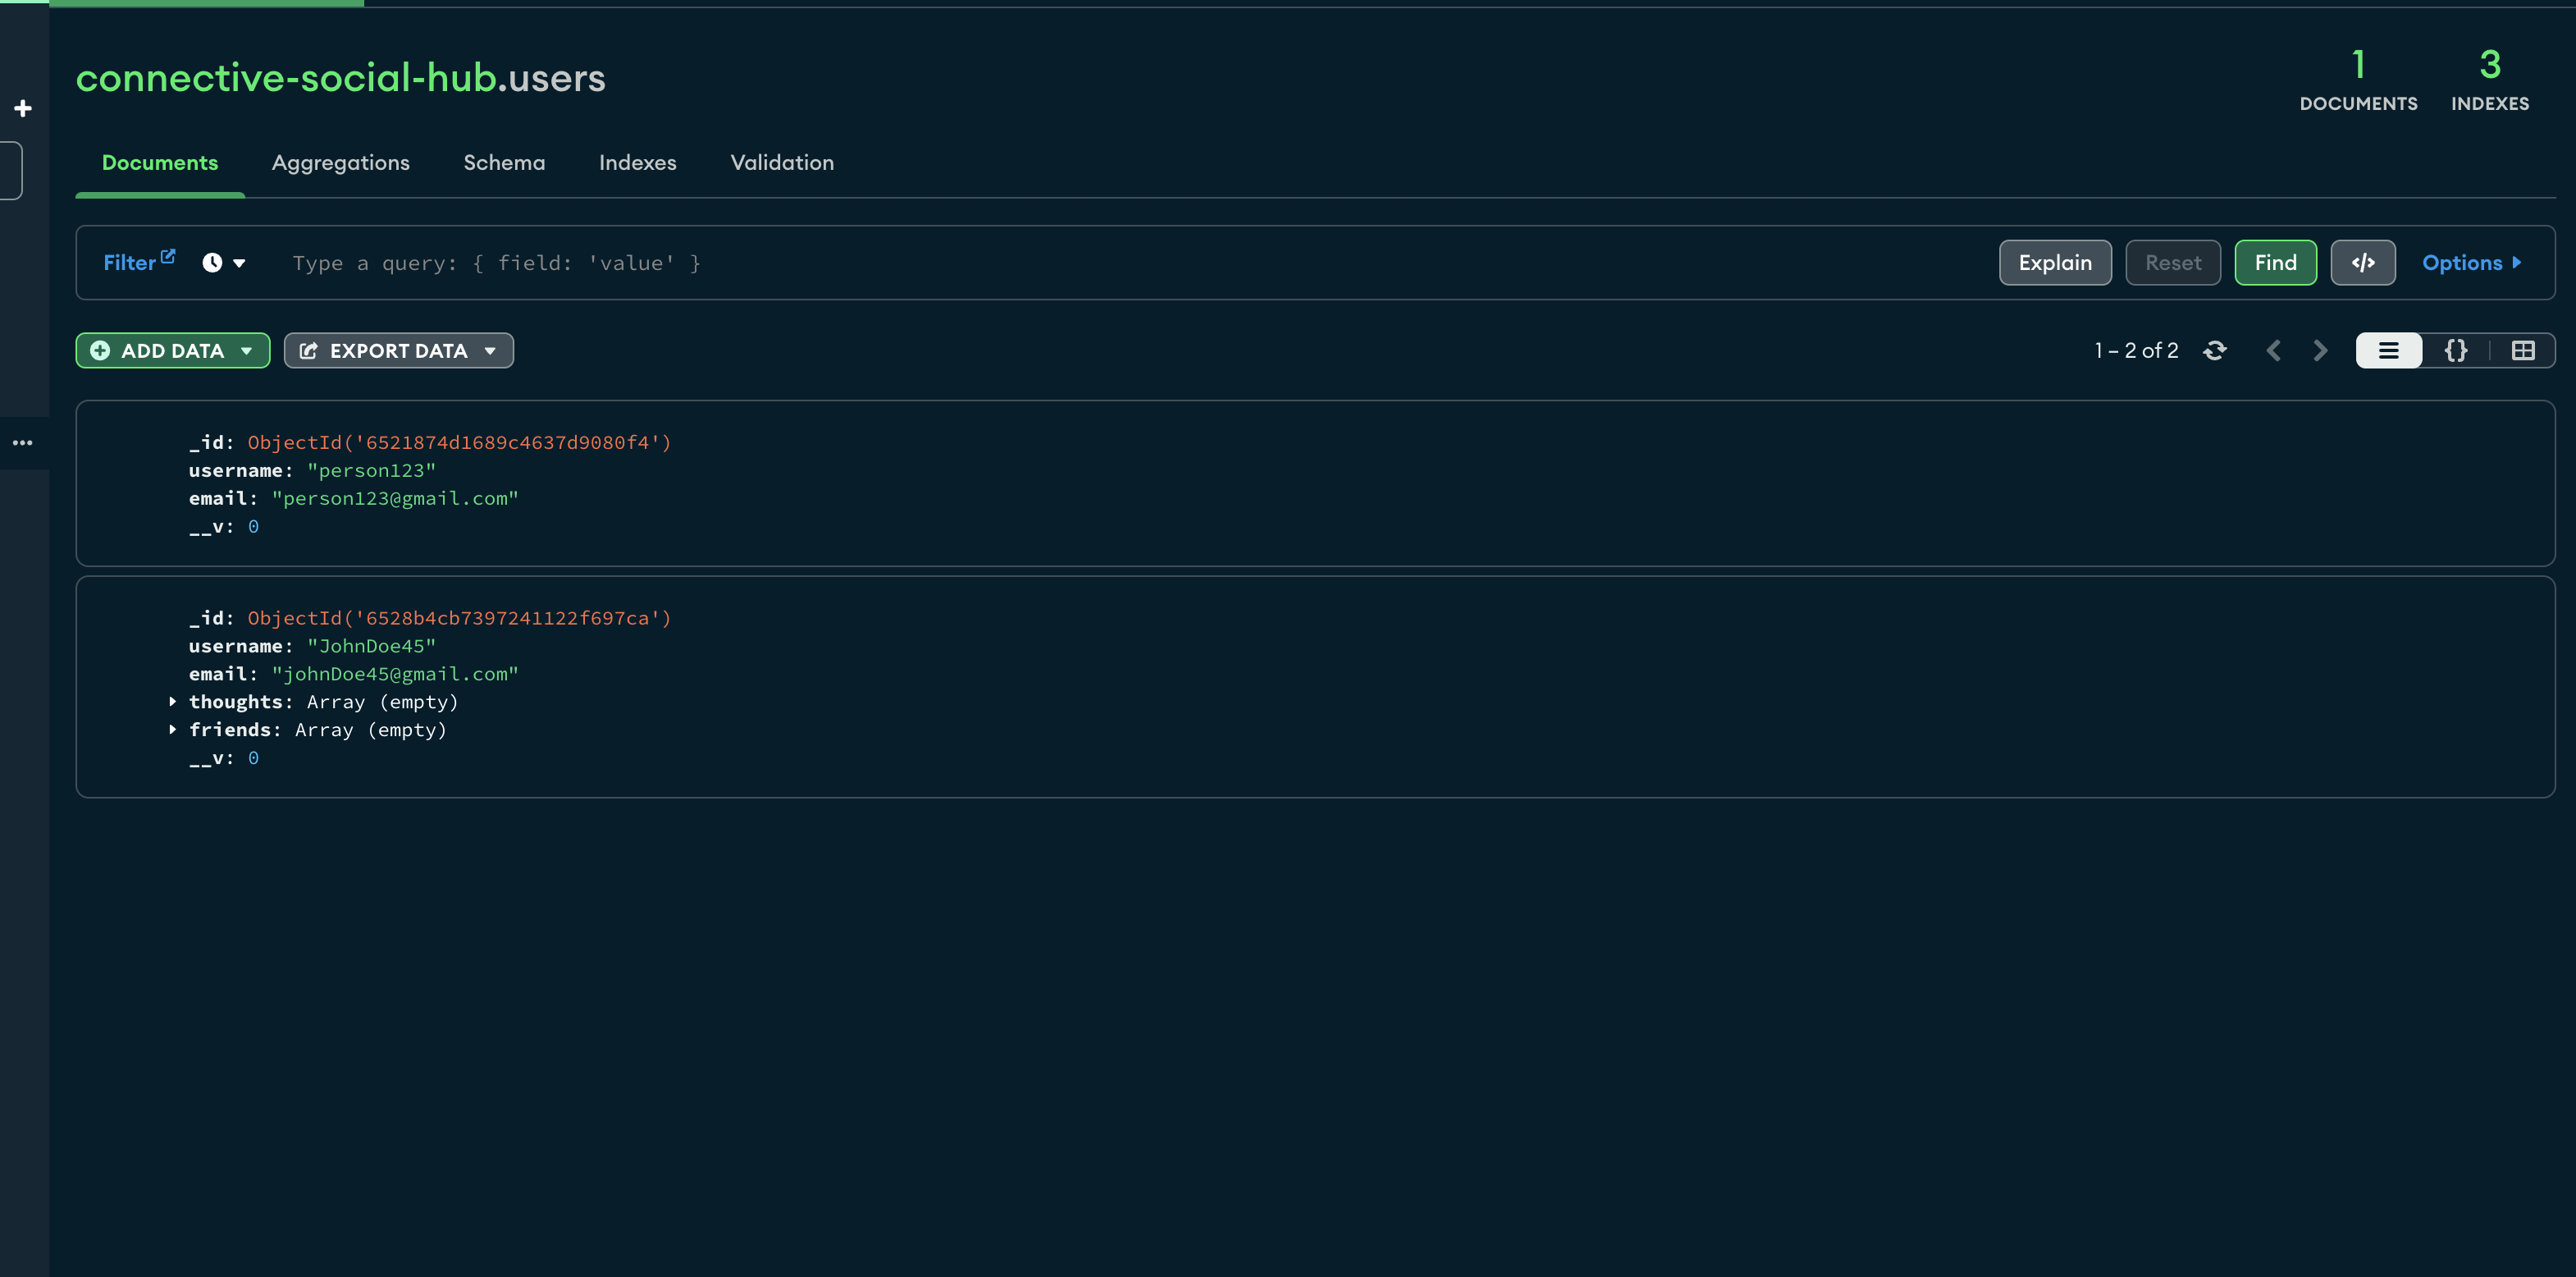 connective-social-hub.users
1 DOCUMENTS
3 INDEXES
Documents Aggregations Schema Indexes Validation
Filter Type a query: { field: 'value' } Explain Reset Find </> Options
ADD DATA EXPORT DATA 1 – 2 of 2 {}
_id: ObjectId('6521874d1689c4637d9080f4')
username: "person123"
email: "person123@gmail.com"
__v: 0
_id: ObjectId('6528b4cb7397241122f697ca')
username: "JohnDoe45"
email: "johnDoe45@gmail.com"
thoughts: Array (empty)
friends: Array (empty)
__v: 0